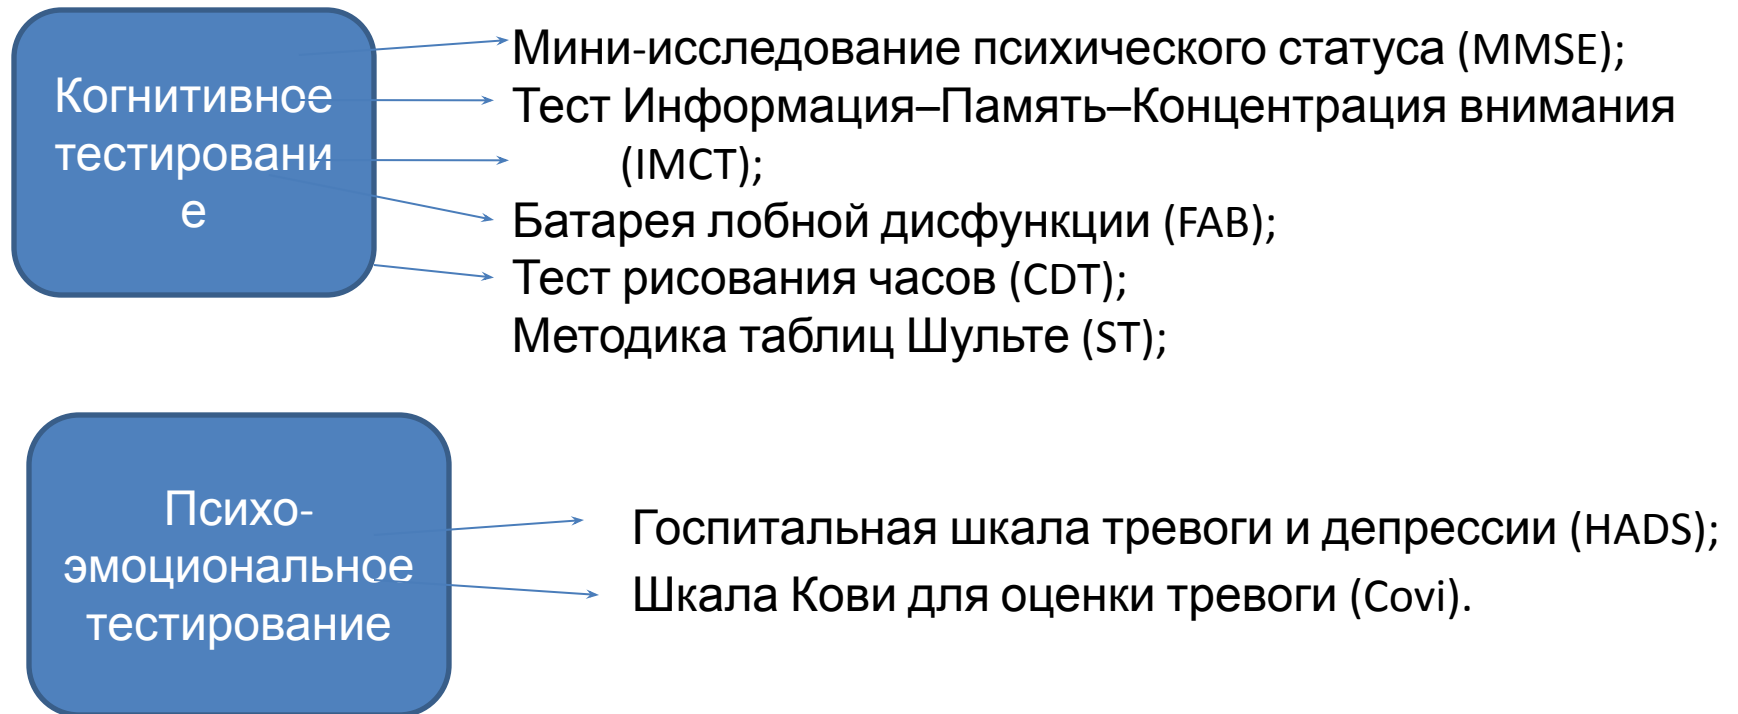 Когнитивное
тестировани
е
Мини-исследование психического статуса (MMSE);
Тест Информация–Память–Концентрация внимания
(IMCT);
Батарея лобной дисфункции (FAB);
Тест рисования часов (CDT);
Методика таблиц Шульте (ST);
Психо-
эмоциональное
тестирование
Госпитальная шкала тревоги и депрессии (HADS);
Шкала Кови для оценки тревоги (Covi).